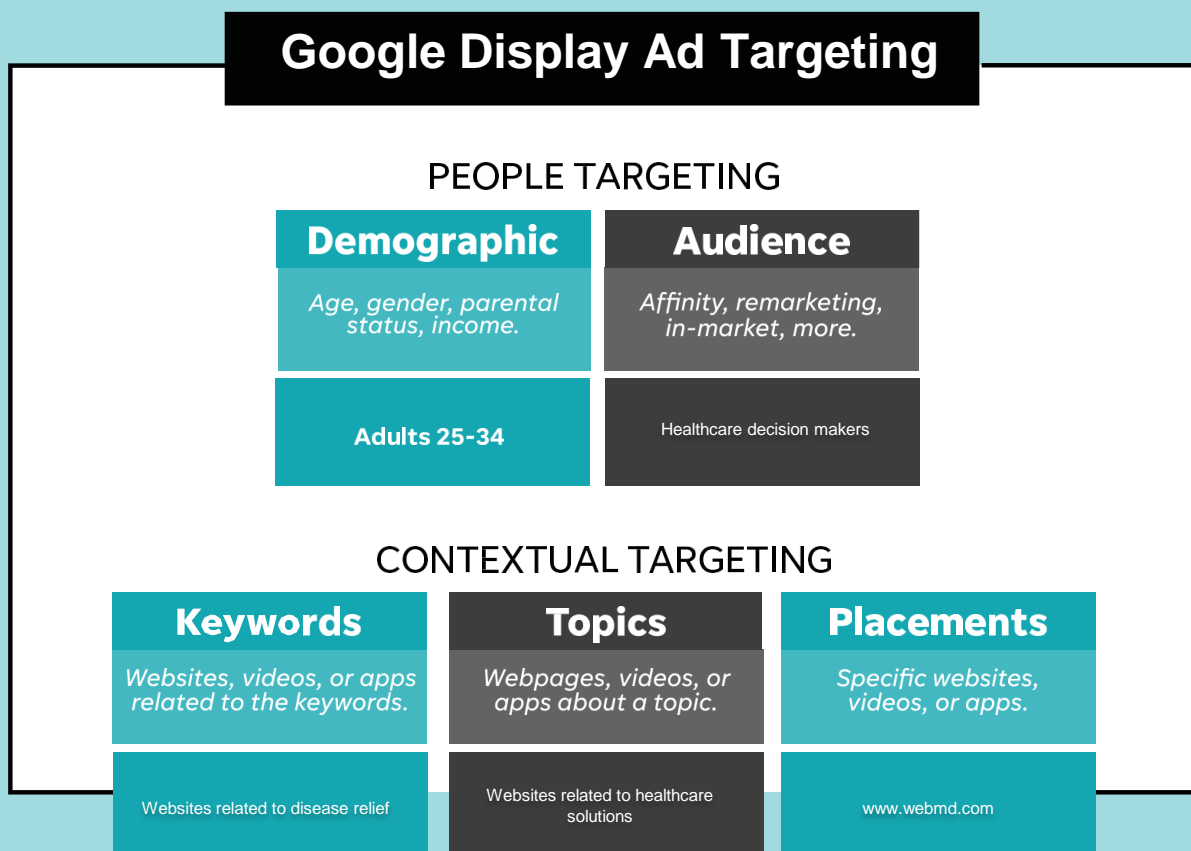 Google Display Ad Targeting
PEOPLE TARGETING
Demographic
Age, gender, parental
status, income.
Adults 25-34
Audience
Affinity, remarketing,
in-market, more.
Healthcare decision makers
CONTEXTUAL TARGETING
Keywords
Websites, videos, or apps
related to the keywords.
Websites related to disease relief
Topics
Webpages, videos, or
apps about a topic.
Websites related to healthcare
solutions
Placements
Specific websites,
videos, or apps.
www.webmd.com